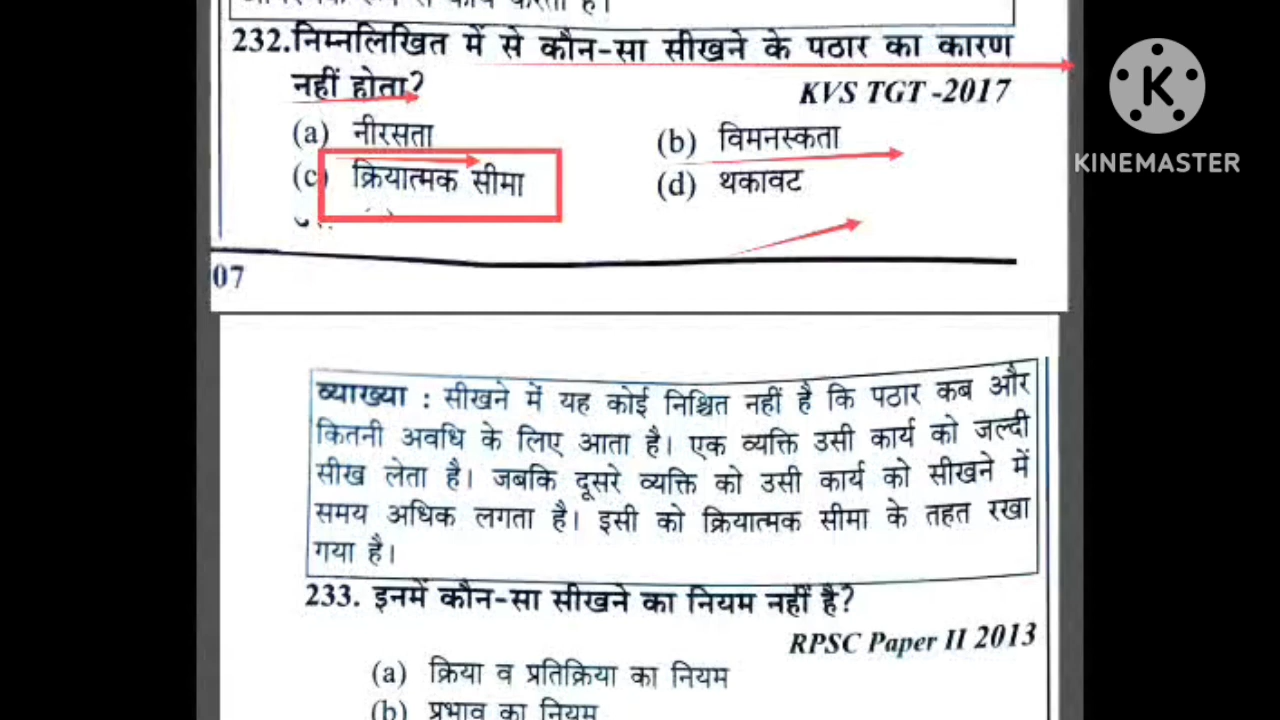 232.निम्नलिखित में से कौन-सा सीखने के पठार का कारण
नहीं होता?
KVS TGT -2017
(a) नीरसता
(b) विमनस्कता
(c) क्रियात्मक सीमा
(d) थकावट
07
K
KINEMASTER
व्याख्या : सीखने में यह कोई निश्चित नहीं है कि पठार कब और
कितनी अवधि के लिए आता है। एक व्यक्ति उसी कार्य को जल्दी
सीख लेता है। जबकि दूसरे व्यक्ति को उसी कार्य को सीखने में
समय अधिक लगता है। इसी को क्रियात्मक सीमा के तहत रखा
गया है।
233. इनमें कौन-सा सीखने का नियम नहीं है?
RPSC Paper II 2013
(a) क्रिया व प्रतिक्रिया का नियम
(b) प्रभाव का नियम